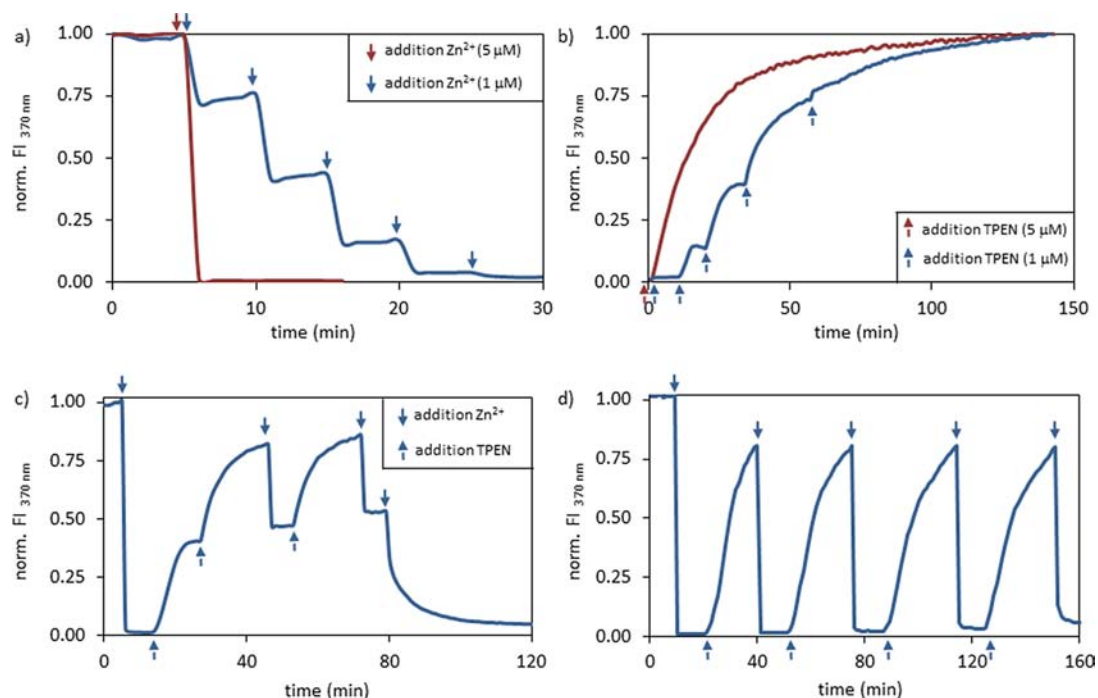 a)
norm. FI 370 nm
1.00
0.75
0.50
0.25
0.00
0
10
20
30
time (min)
addition Zn²⁺ (5 µM)
addition Zn²⁺ (1 µM)
b)
norm. FI 370 nm
1.00
0.75
0.50
0.25
0.00
0
50
100
150
time (min)
addition TPEN (5 µM)
addition TPEN (1 µM)
c)
norm. FI 370 nm
1.00
0.75
0.50
0.25
0.00
0
20
40
60
80
120
time (min)
addition Zn²⁺
addition TPEN
d)
norm. FI 370 nm
1.00
0.75
0.50
0.25
0.00
0
40
80
120
160
time (min)